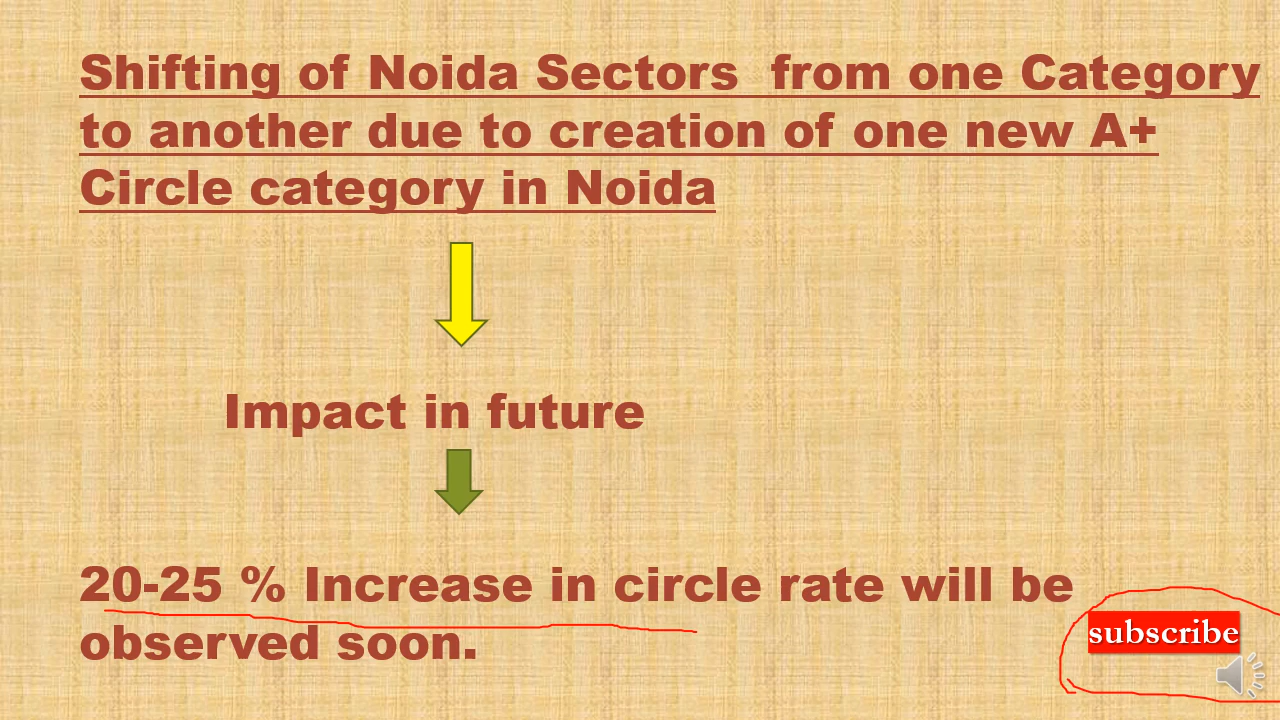 Shifting of Noida Sectors from one Category
to another due to creation of one new A+
Circle category in Noida
Impact in future
20-25 % Increase in circle rate will be
observed soon.
subscribe